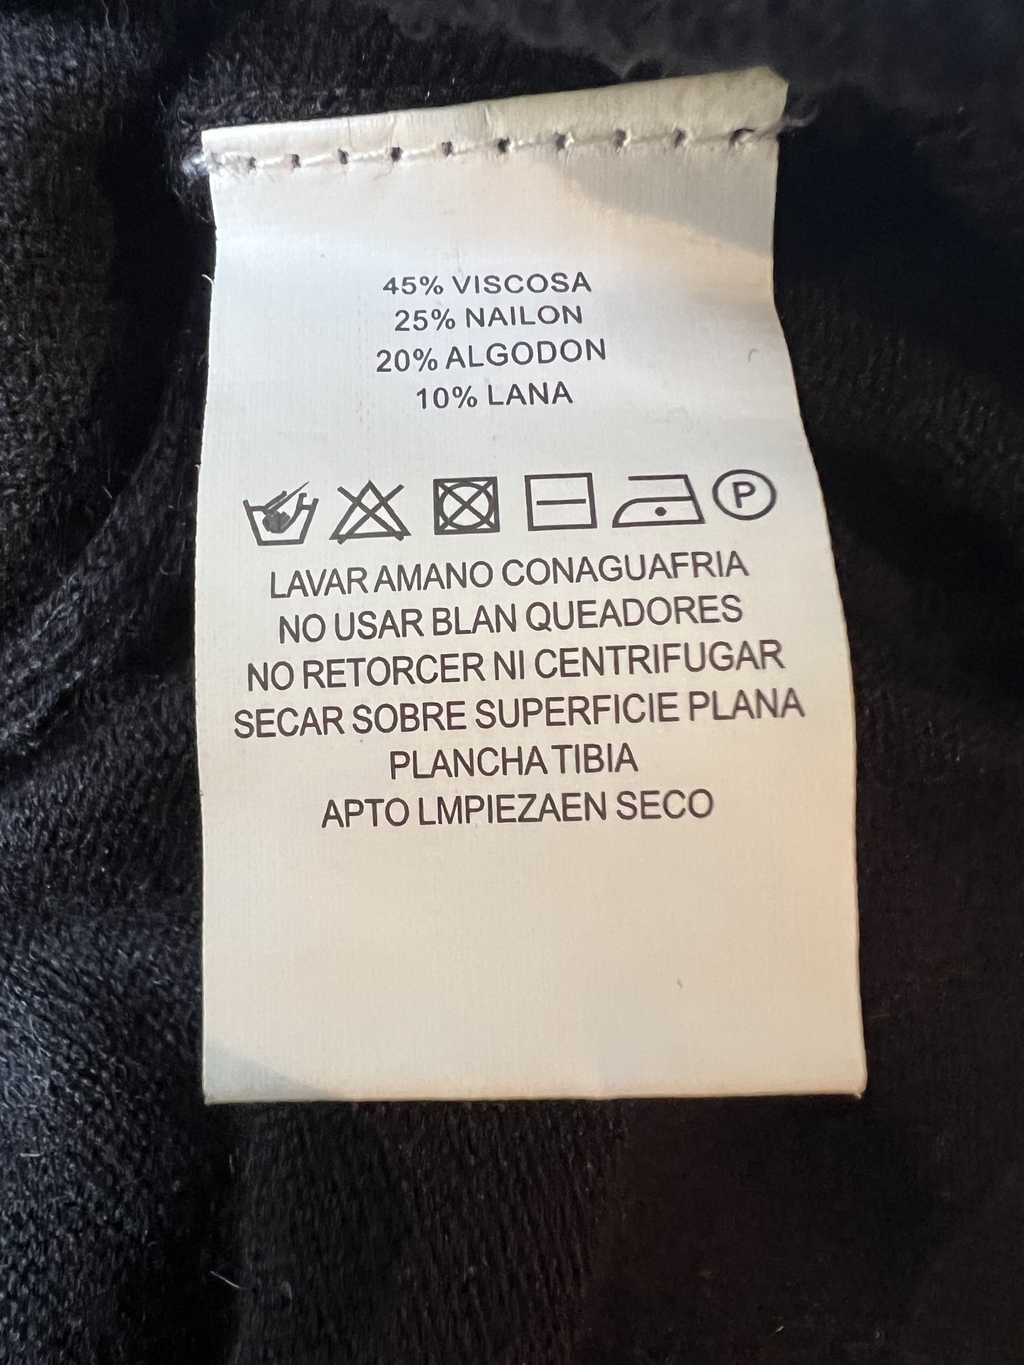 45% VISCOSA
25% NAILON
20% ALGODON
10% LANA
P
LAVAR AMANO CONAGUAFRIA
NO USAR BLAN QUEADORES
NO RETORCER NI CENTRIFUGAR
SECAR SOBRE SUPERFICIE PLANA
PLANCHA TIBIA
APTO LMPIEZAEN SECO